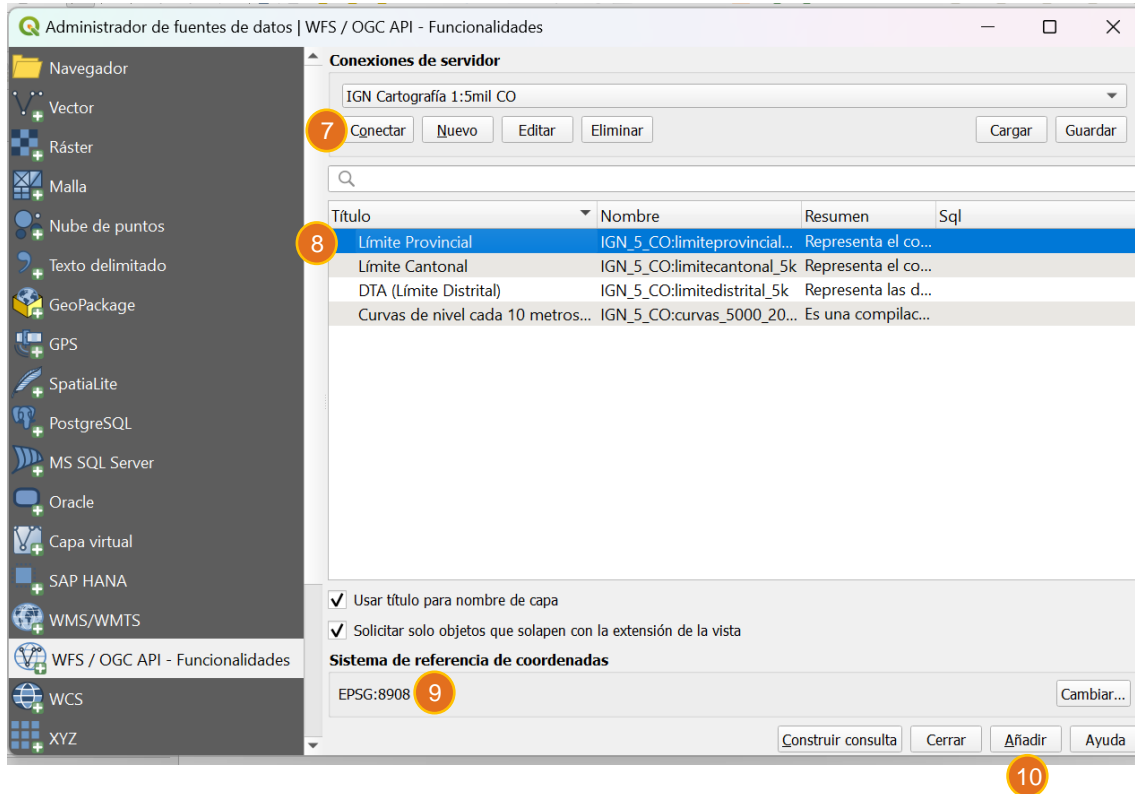 Administrador de fuentes de datos | WFS / OGC API - Funcionalidades
Navegador
Vector
Ráster
Malla
Nube de puntos
Texto delimitado
GeoPackage
GPS
SpatiaLite
PostgreSQL
MS SQL Server
Oracle
Capa virtual
SAP HANA
WMS/WMTS
WFS / OGC API - Funcionalidades
WCS
XYZ
Conexiones de servidor
IGN Cartografía 1:5mil CO
7 Conectar Nuevo Editar Eliminar Cargar Guardar
Título Nombre Resumen Sql
8 Límite Provincial IGN_5_CO:limiteprovincial... Representa el co...
Límite Cantonal IGN_5_CO:limitecantonal_5k Representa el co...
DTA (Límite Distrital) IGN_5_CO:limitedistrital_5k Representa las d...
Curvas de nivel cada 10 metros... IGN_5_CO:curvas_5000_20... Es una compilac...
Usar título para nombre de capa
Solicitar solo objetos que solapen con la extensión de la vista
Sistema de referencia de coordenadas
EPSG:8908 9 Cambiar...
Construir consulta Cerrar Añadir Ayuda
10